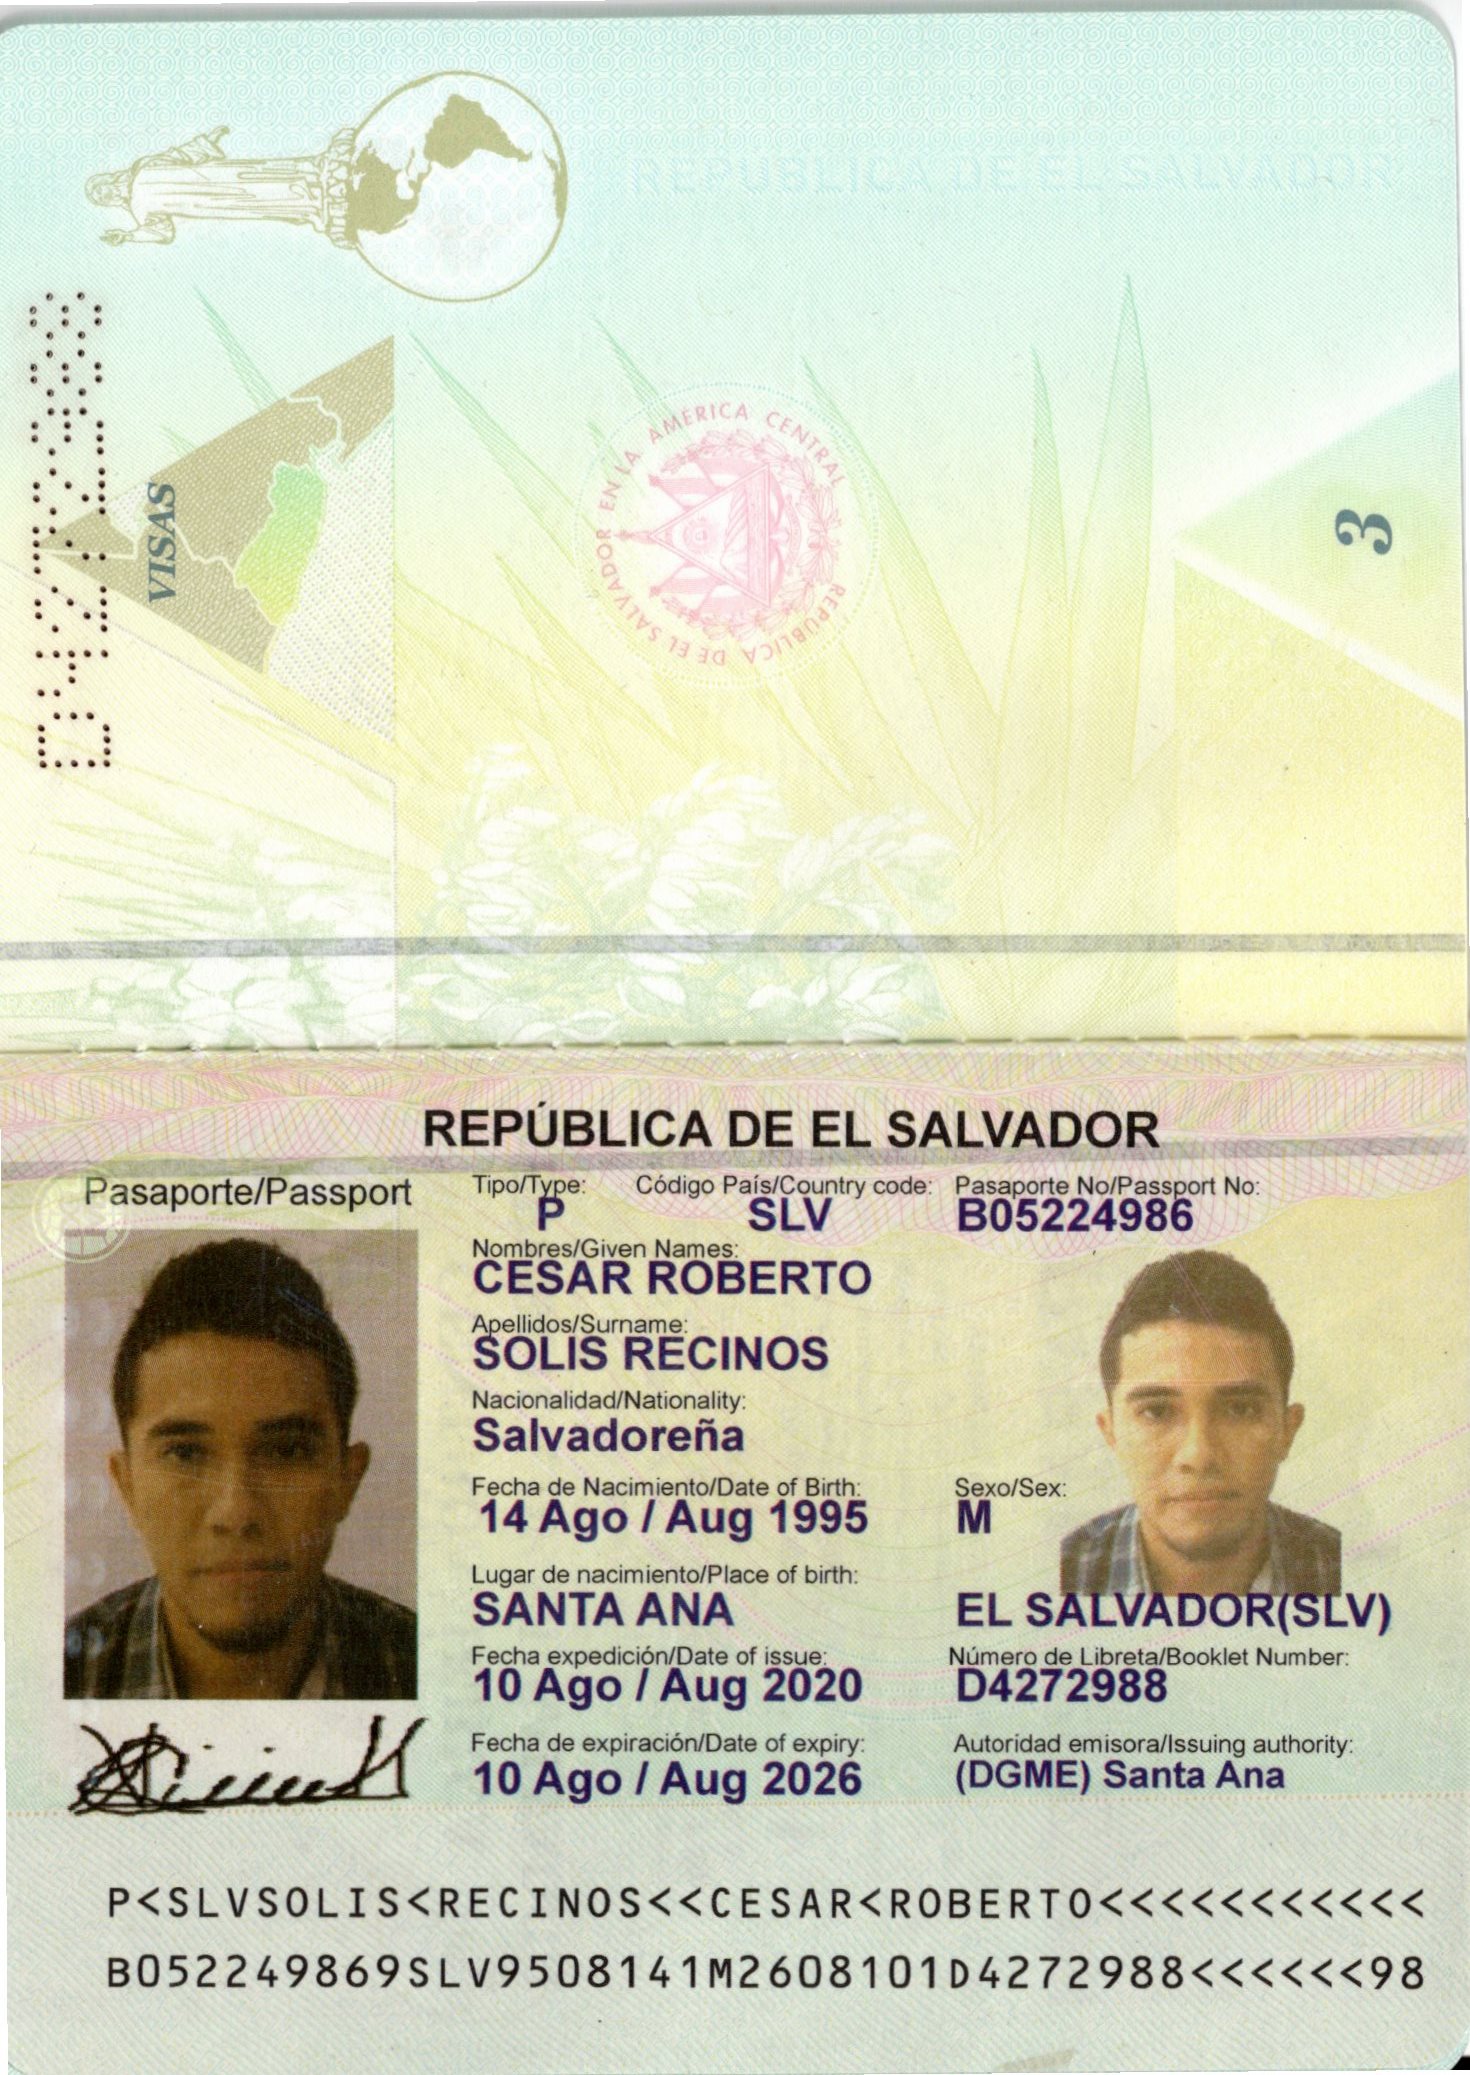 REPUBLICA DE EL SALVADOR
D4272988
VISAS
REPÚBLICA DE EL SALVADOR EN LA AMERICA CENTRAL
3
REPÚBLICA DE EL SALVADOR
Pasaporte/Passport
Tipo/Type: Código País/Country code: Pasaporte No/Passport No:
P SLV B05224986
Nombres/Given Names:
CESAR ROBERTO
Apellidos/Surname:
SOLIS RECINOS
Nacionalidad/Nationality:
Salvadoreña
Fecha de Nacimiento/Date of Birth: Sexo/Sex:
14 Ago / Aug 1995 M
Lugar de nacimiento/Place of birth:
SANTA ANA EL SALVADOR(SLV)
Fecha expedición/Date of issue: Número de Libreta/Booklet Number:
10 Ago / Aug 2020 D4272988
Fecha de expiración/Date of expiry: Autoridad emisora/Issuing authority:
10 Ago / Aug 2026 (DGME) Santa Ana
P<SLVSOLIS<RECINOS<<CESAR<ROBERTO<<<<<<<<<<<
B052249869SLV9508141M2608101D4272988<<<<<<98